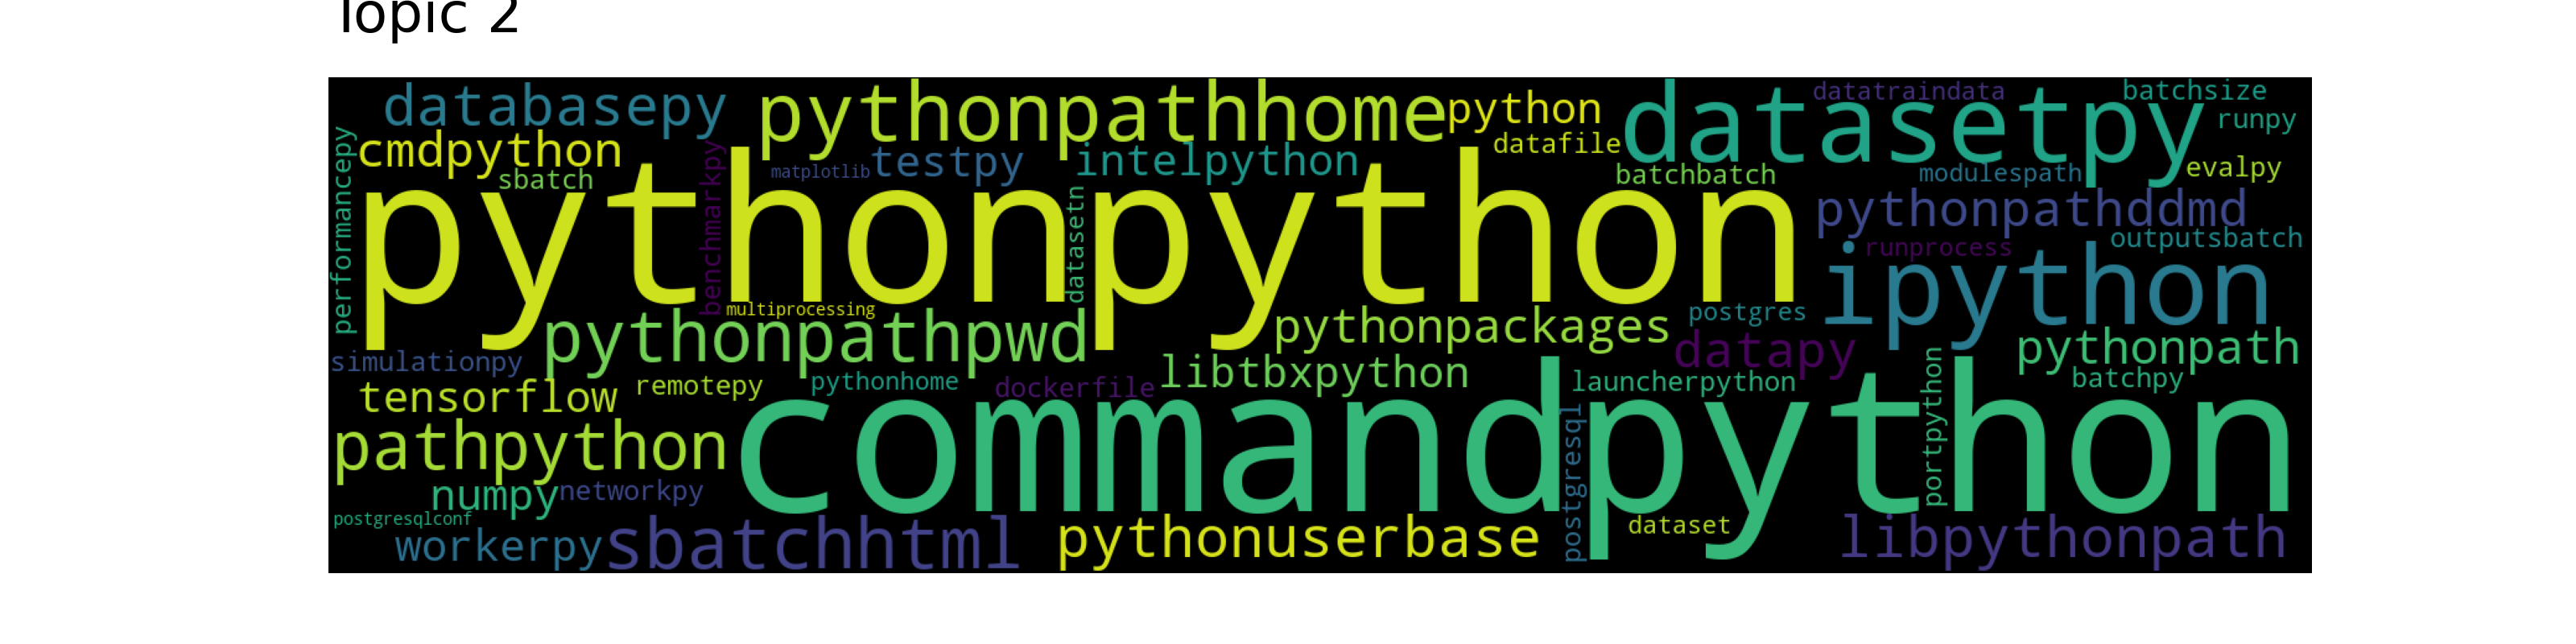 Topic 2
databasepy
pythonpathhome
python
datasetpy
datatraindata
batchsize
runpy
cmdpython
sbatch
matplotlib
testpy
intelpython
datafile
batchbatch
modulespath
evalpy
performancepy
benchmarkpy
pythonpython
datasetn
pythonpathddmd
runprocess
outputsbatch
ipython
multiprocessing
pythonpathpwd
pythonpackages
postgres
datapy
pythonpath
simulationpy
tensorflow
remotepy
pythonhome
dockerfile
libtbxpython
launcherpython
batchpy
pathpython
commandpython
postgresql
portpython
numpy
networkpy
postgresqlconf
workerpy
sbatchhtml
pythonuserbase
dataset
libpythonpath